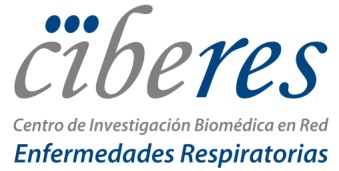 ciberes
Centro de Investigación Biomédica en Red
Enfermedades Respiratorias